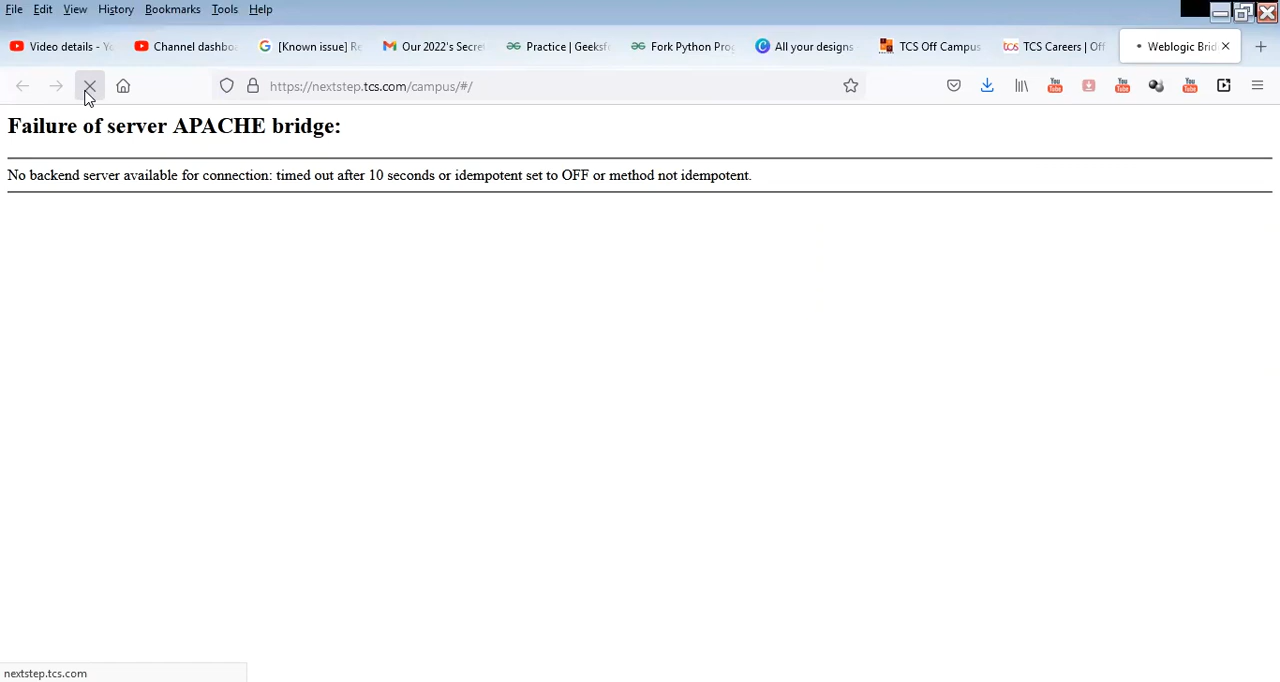 File Edit View History Bookmarks Tools Help
Video details - Yo Channel dashboa [Known issue] Re Our 2022's Secre Practice | Geeksf Fork Python Pro All your designs TCS Off Campus TCS Careers | Off Weblogic Brid
https://nextstep.tcs.com/campus/#/
Failure of server APACHE bridge:
No backend server available for connection: timed out after 10 seconds or idempotent set to OFF or method not idempotent.
nextstep.tcs.com